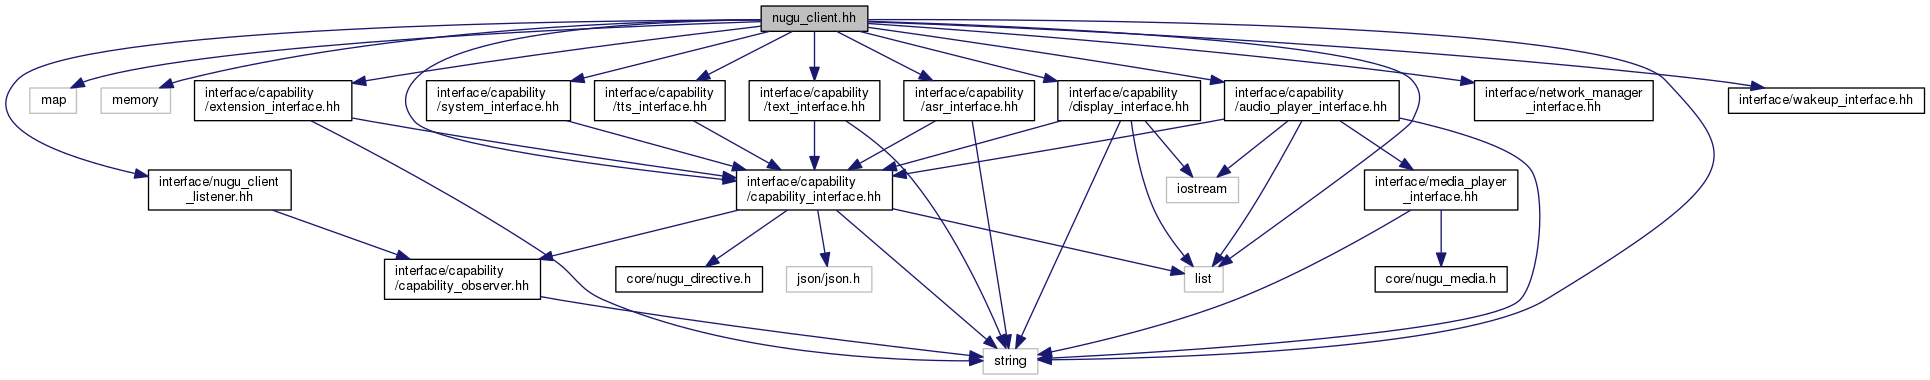 nugu_client.hh
map
memory
interface/capability
/extension_interface.hh
interface/capability
/system_interface.hh
interface/capability
/tts_interface.hh
interface/capability
/text_interface.hh
interface/capability
/asr_interface.hh
interface/capability
/display_interface.hh
interface/capability
/audio_player_interface.hh
interface/network_manager
_interface.hh
interface/wakeup_interface.hh
interface/nugu_client
_listener.hh
interface/capability
/capability_interface.hh
iostream
interface/media_player
_interface.hh
interface/capability
/capability_observer.hh
core/nugu_directive.h
json/json.h
list
core/nugu_media.h
string